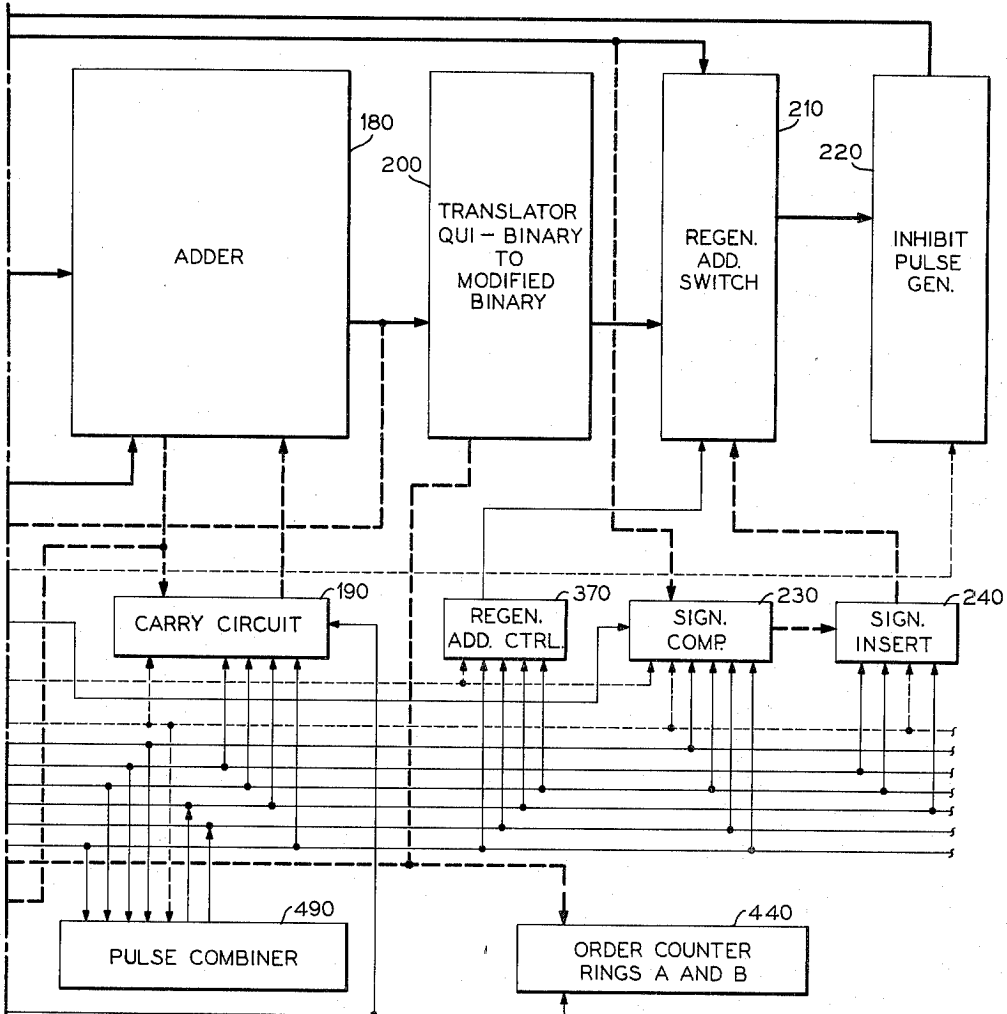 180
200
210
220
ADDER
TRANSLATOR
QUI - BINARY
TO
MODIFIED
BINARY
REGEN.
ADD.
SWITCH
INHIBIT
PULSE
GEN.
190
CARRY CIRCUIT
370
REGEN.
ADD. CTRL.
230
SIGN.
COMP.
240
SIGN.
INSERT
490
PULSE COMBINER
440
ORDER COUNTER
RINGS A AND B